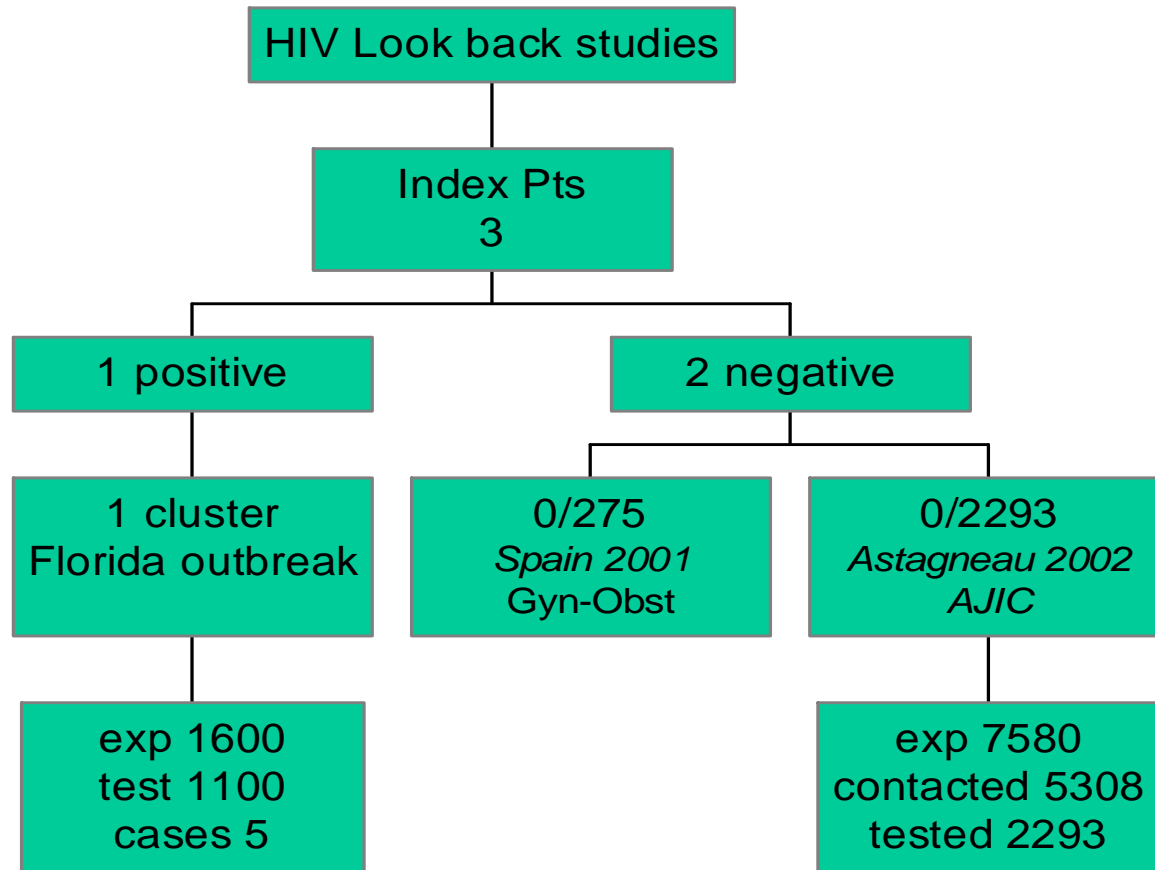 HIV Look back studies
Index Pts
3
1 positive
2 negative
1 cluster
Florida outbreak
0/275
Spain 2001
Gyn-Obst
0/2293
Astagneau 2002
AJIC
exp 1600
test 1100
cases 5
exp 7580
contacted 5308
tested 2293